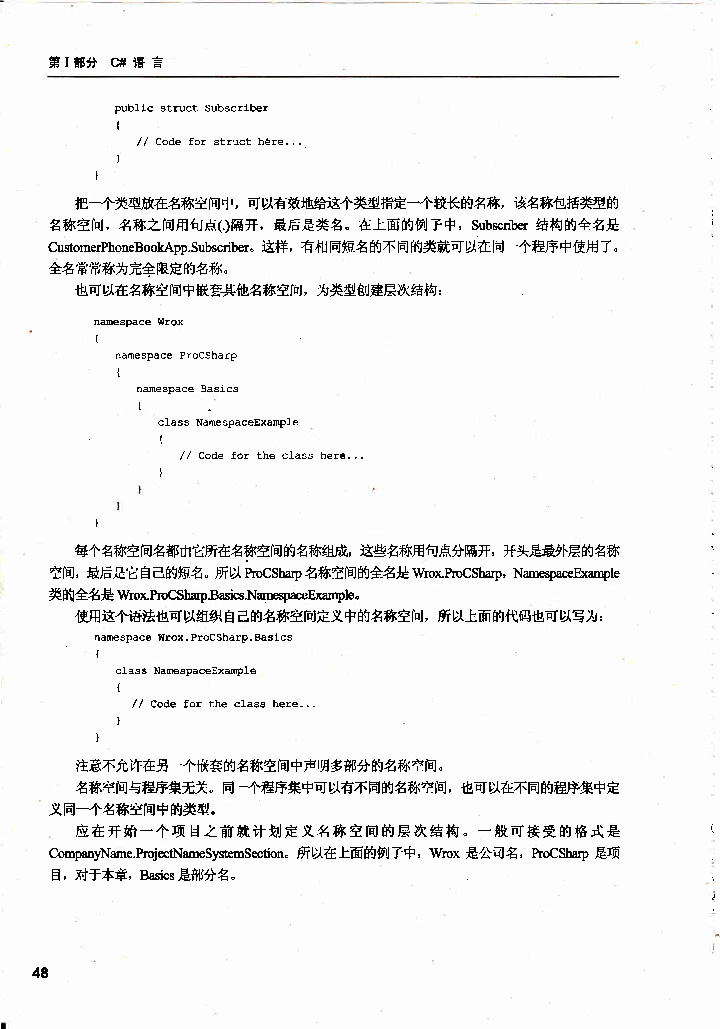 第 I 部分 C# 语 言
public struct Subscriber
{
// Code for struct here...
}
}
把一个类型放在名称空间中，可以有效地给这个类型指定一个较长的名称，该名称包括类型的
名称空间，名称之间用句点(.)隔开，最后是类名。在上面的例子中，Subscriber 结构的全名是
CustomerPhoneBookApp.Subscriber。这样，有相同短名的不同的类就可以在同一个程序中使用了。
全名常常称为完全限定的名称。
也可以在名称空间中嵌套其他名称空间，为类型创建层次结构：
namespace Wrox
{
namespace ProCSharp
{
namespace Basics
{
class NamespaceExample
{
// Code for the class here...
}
}
}
}
每个名称空间名都由它所在名称空间的名称组成，这些名称用句点分隔开，开头是最外层的名称
空间，最后是它自己的短名。所以 ProCSharp 名称空间的全名是 Wrox.ProCSharp，NamespaceExample
类的全名是 Wrox.ProCSharp.Basics.NamespaceExample。
使用这个语法也可以组织自己的名称空间定义中的名称空间，所以上面的代码也可以写为：
namespace Wrox.ProCSharp.Basics
{
class NamespaceExample
{
// Code for the class here...
}
}
注意不允许在另一个嵌套的名称空间中声明多部分的名称空间。
名称空间与程序集无关。同一个程序集中可以有不同的名称空间，也可以在不同的程序集中定
义同一个名称空间中的类型。
应在开始一个项目之前就计划定义名称空间的层次结构。一般可接受的格式是
CompanyName.ProjectNameSystemSection。所以在上面的例子中，Wrox 是公司名，ProCSharp 是项
目，对于本章，Basics 是部分名。
48